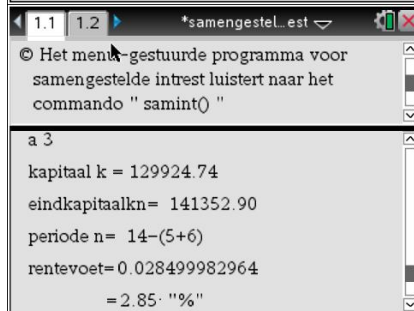 1.1 1.2 *samengestel...est
© Het menu-gestuurde programma voor
samengestelde intrest luistert naar het
commando " samint() "
a 3
kapitaal k = 129924.74
eindkapitaalkn= 141352.90
periode n= 14−(5+6)
rentevoet= 0.028499982964
=2.85· "%"